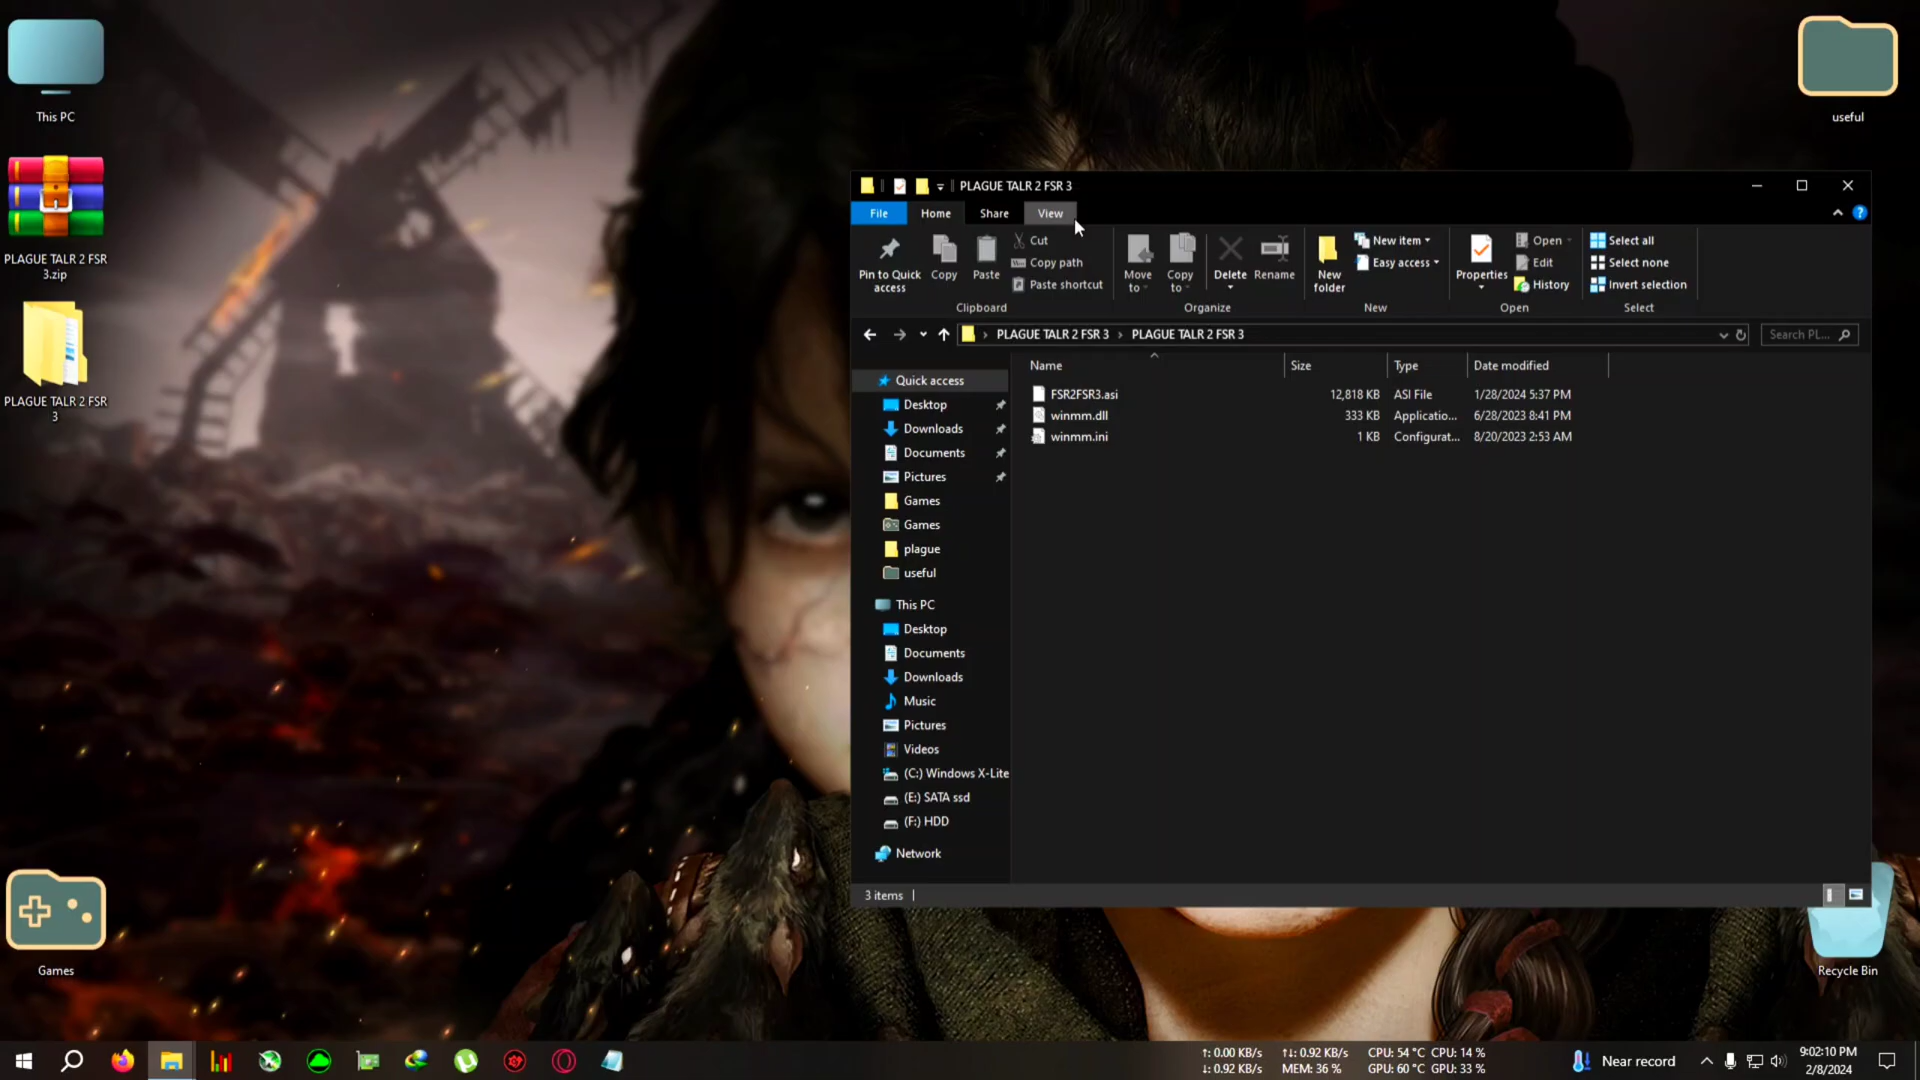 This PC
PLAGUE TALR 2 FSR
3.zip
PLAGUE TALR 2 FSR
3
Games
useful
Recycle Bin
PLAGUE TALR 2 FSR 3
File
Home
Share
View
Pin to Quick
access
Copy
Paste
Cut
Copy path
Paste shortcut
Clipboard
Move
to
Copy
to
Delete
Rename
Organize
New
folder
New item
Easy access
New
Properties
Open
Edit
History
Open
Select all
Select none
Invert selection
Select
PLAGUE TALR 2 FSR 3 › PLAGUE TALR 2 FSR 3
Search PL...
Quick access
Desktop
Downloads
Documents
Pictures
Games
Games
plague
useful
This PC
Desktop
Documents
Downloads
Music
Pictures
Videos
(C:) Windows X-Lite
(E:) SATA ssd
(F:) HDD
Network
Name Size Type Date modified
FSR2FSR3.asi 12,818 KB ASI File 1/28/2024 5:37 PM
winmm.dll 333 KB Applicatio... 6/28/2023 8:41 PM
winmm.ini 1 KB Configurat... 8/20/2023 2:53 AM
3 items
↑: 0.00 KB/s ↑↓: 0.92 KB/s CPU: 54 °C CPU: 14 %
↓: 0.92 KB/s MEM: 36 % GPU: 60 °C GPU: 33 %
Near record
9:02:10 PM
2/8/2024